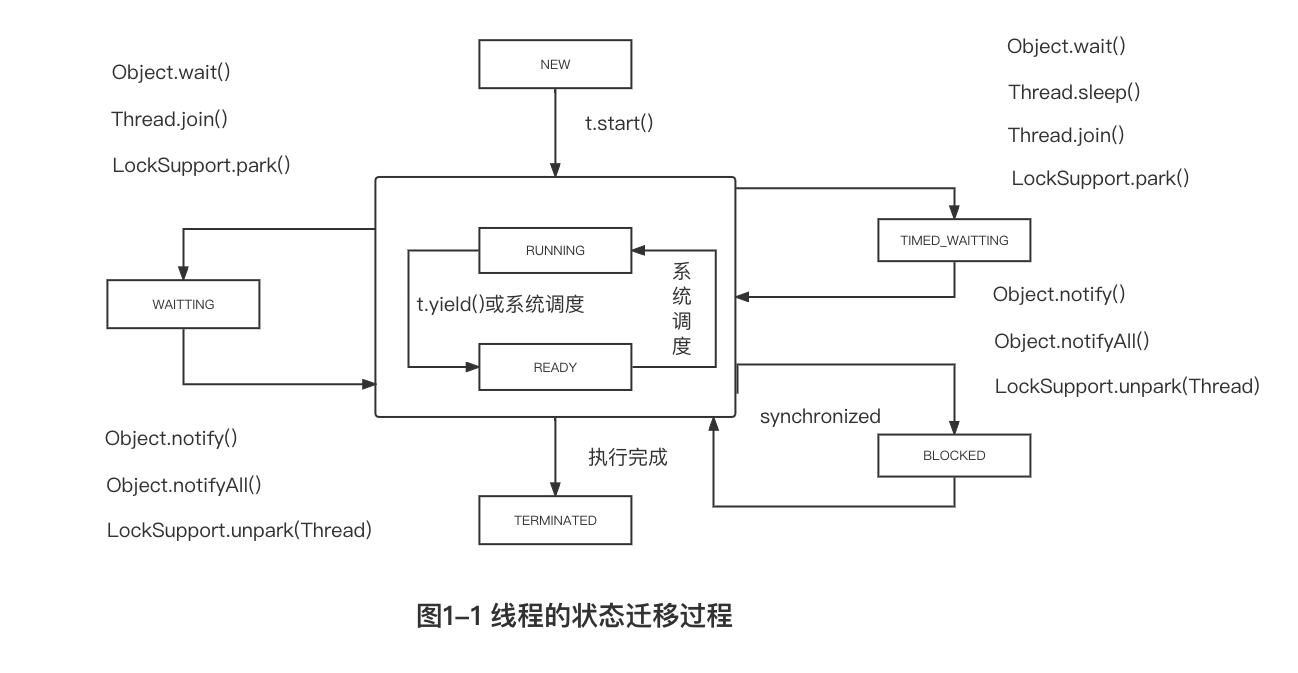 Object.wait()
Thread.join()
LockSupport.park()
NEW
t.start()
Object.wait()
Thread.sleep()
Thread.join()
LockSupport.park()
WAITTING
RUNNING
t.yield()或系统调度
系统调度
READY
TIMED_WAITTING
Object.notify()
Object.notifyAll()
LockSupport.unpark(Thread)
synchronized
BLOCKED
Object.notify()
Object.notifyAll()
LockSupport.unpark(Thread)
执行完成
TERMINATED
图1-1 线程的状态迁移过程